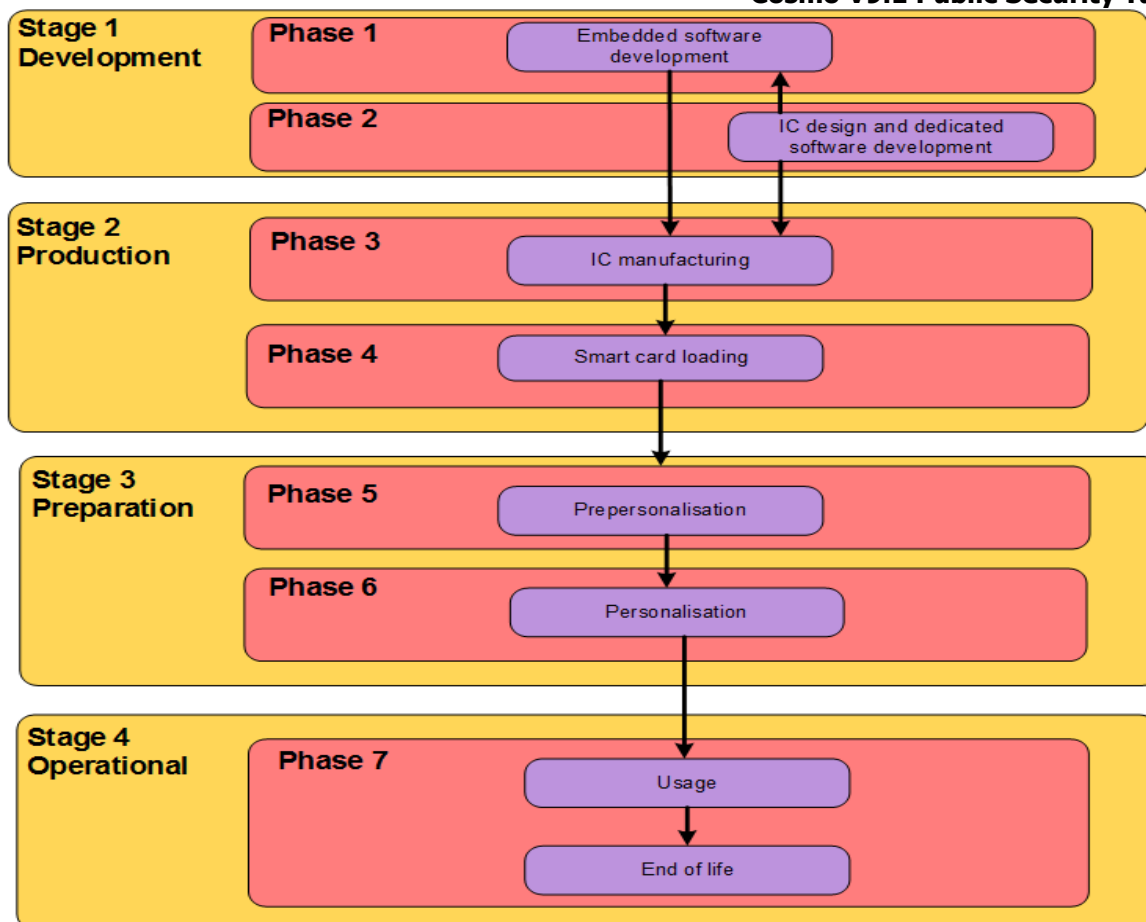 Stage 1
Development
Phase 1
Embedded software
development
Phase 2
IC design and dedicated
software development
Stage 2
Production
Phase 3
IC manufacturing
Phase 4
Smart card loading
Stage 3
Preparation
Phase 5
Prepersonalisation
Phase 6
Personalisation
Stage 4
Operational
Phase 7
Usage
End of life